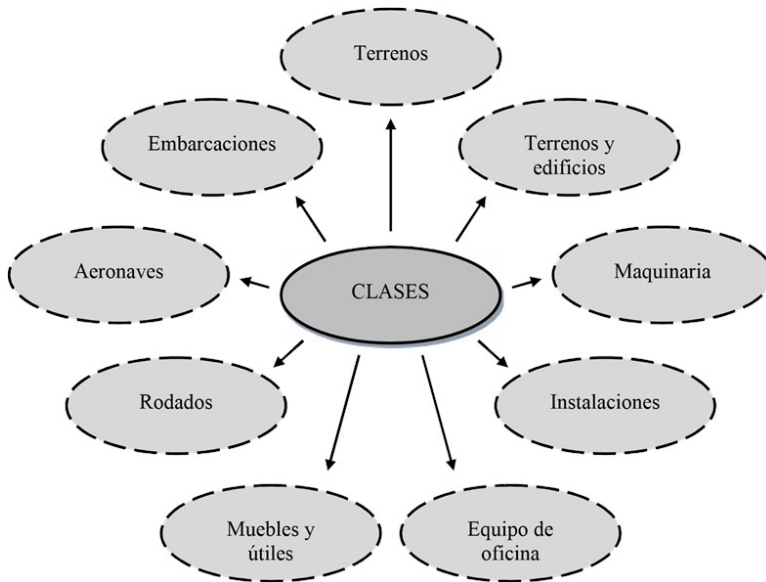 Terrenos
Embarcaciones
Terrenos y
edificios
Aeronaves
CLASES
Maquinaria
Rodados
Instalaciones
Muebles y
útiles
Equipo de
oficina